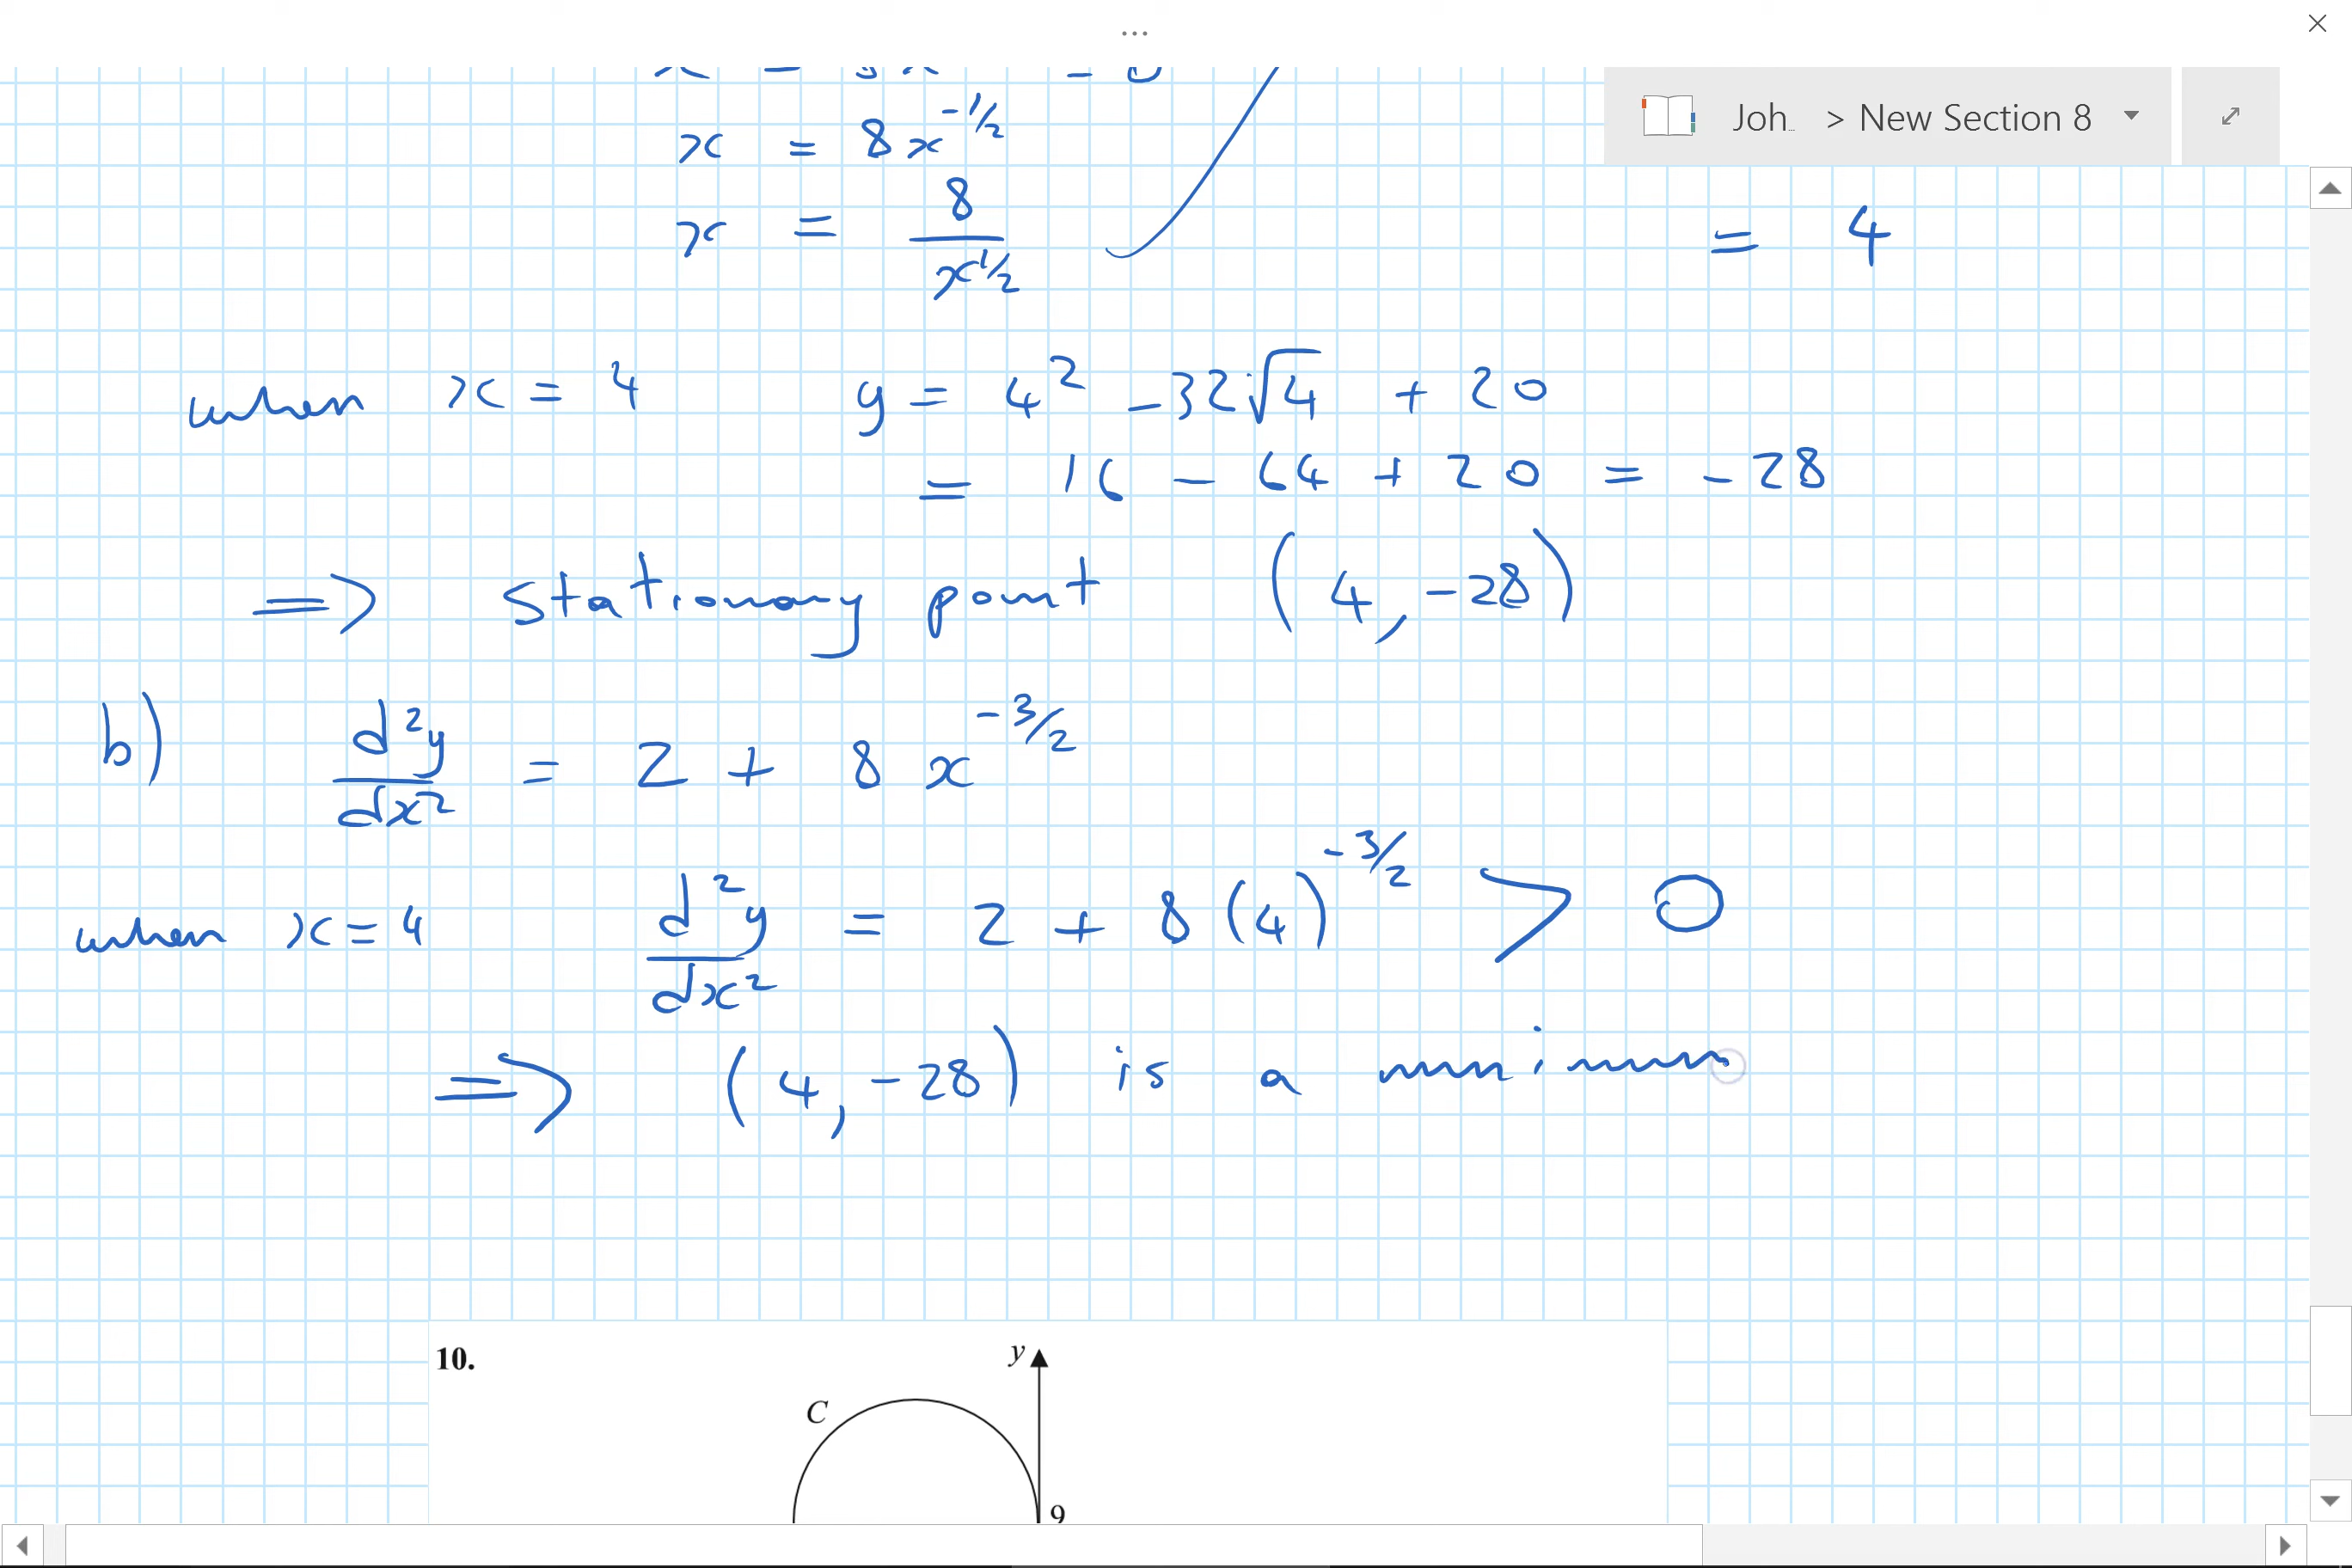 ...
Joh... > New Section 8
x = 8x^{-1/2}
x = 8/x^{1/2}
= 4
when x = 4 y = 4² - 32√4 + 20
= 16 - 64 + 20 = -28
⟹ stationary point (4, -28)
b) d²y/dx² = 2 + 8x^{-3/2}
when x = 4 d²y/dx² = 2 + 8(4)^{-3/2} > 0
⟹ (4, -28) is a minimum
10.
y
C
9